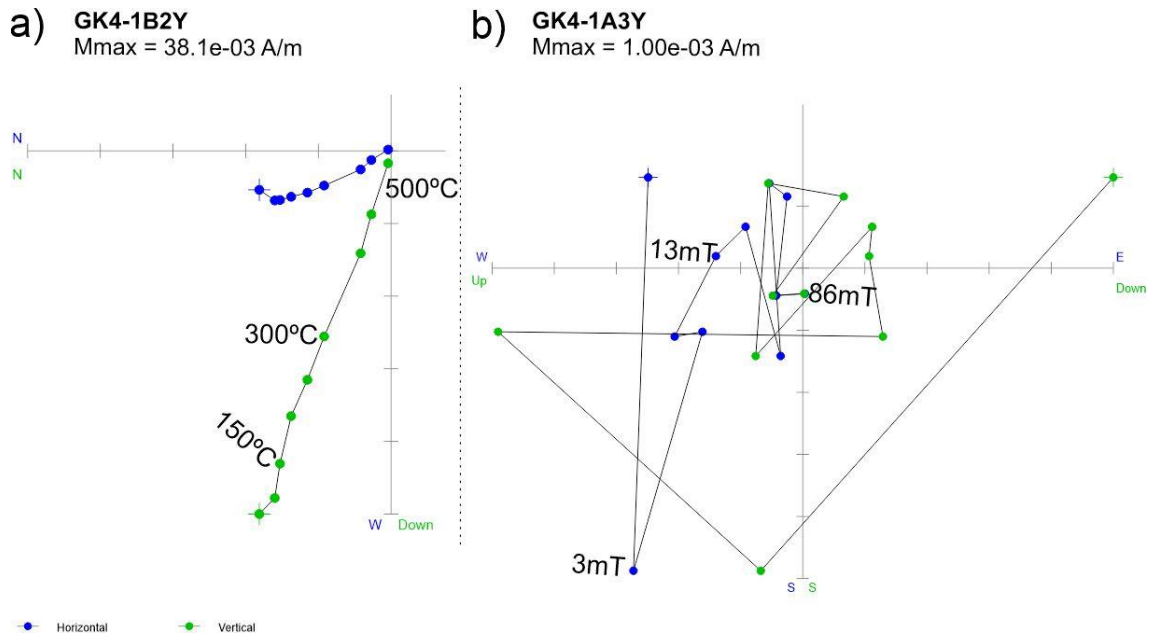 a) GK4-1B2Y
Mmax = 38.1e-03 A/m
N
N
500ºC
300ºC
150ºC
W Down
b) GK4-1A3Y
Mmax = 1.00e-03 A/m
W
Up
13mT
86mT
E
Down
3mT
S S
Horizontal
Vertical